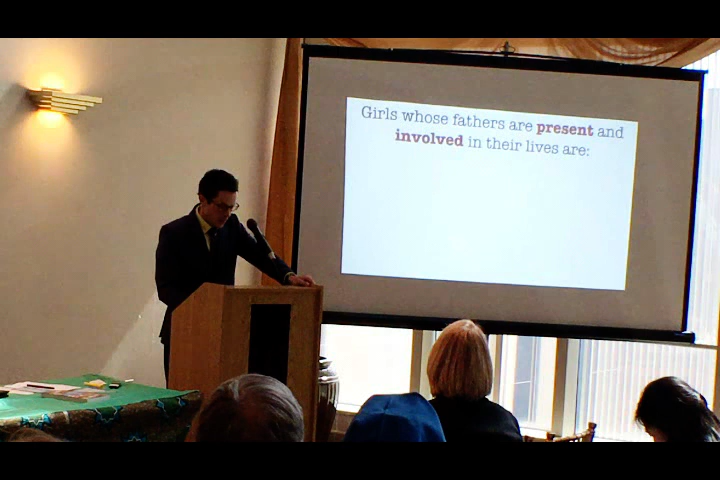 Girls whose fathers are present and
involved in their lives are: